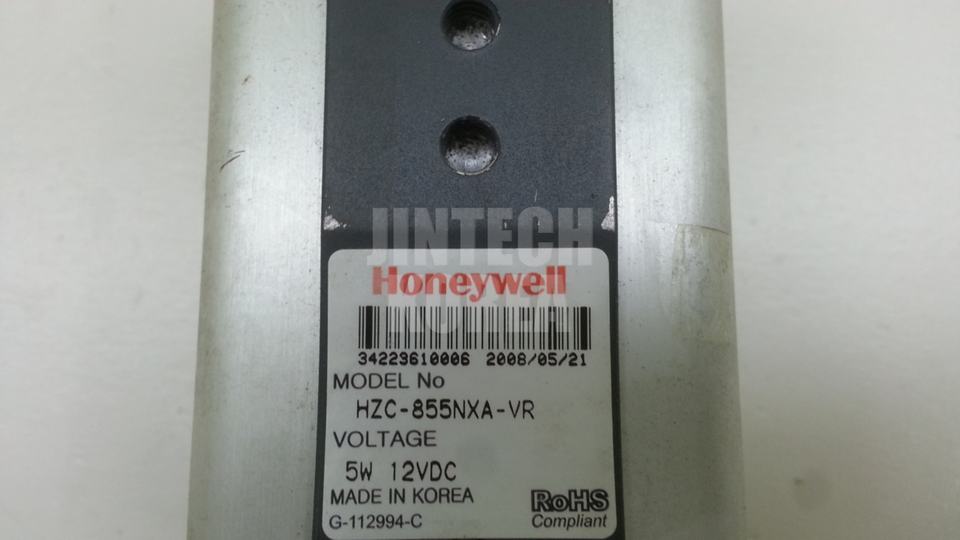 JINTECH
KOREA
Honeywell
34223610006 2008/05/21
MODEL No
HZC-855NXA-VR
VOLTAGE
5W 12VDC
MADE IN KOREA
G-112994-C
RoHS
Compliant